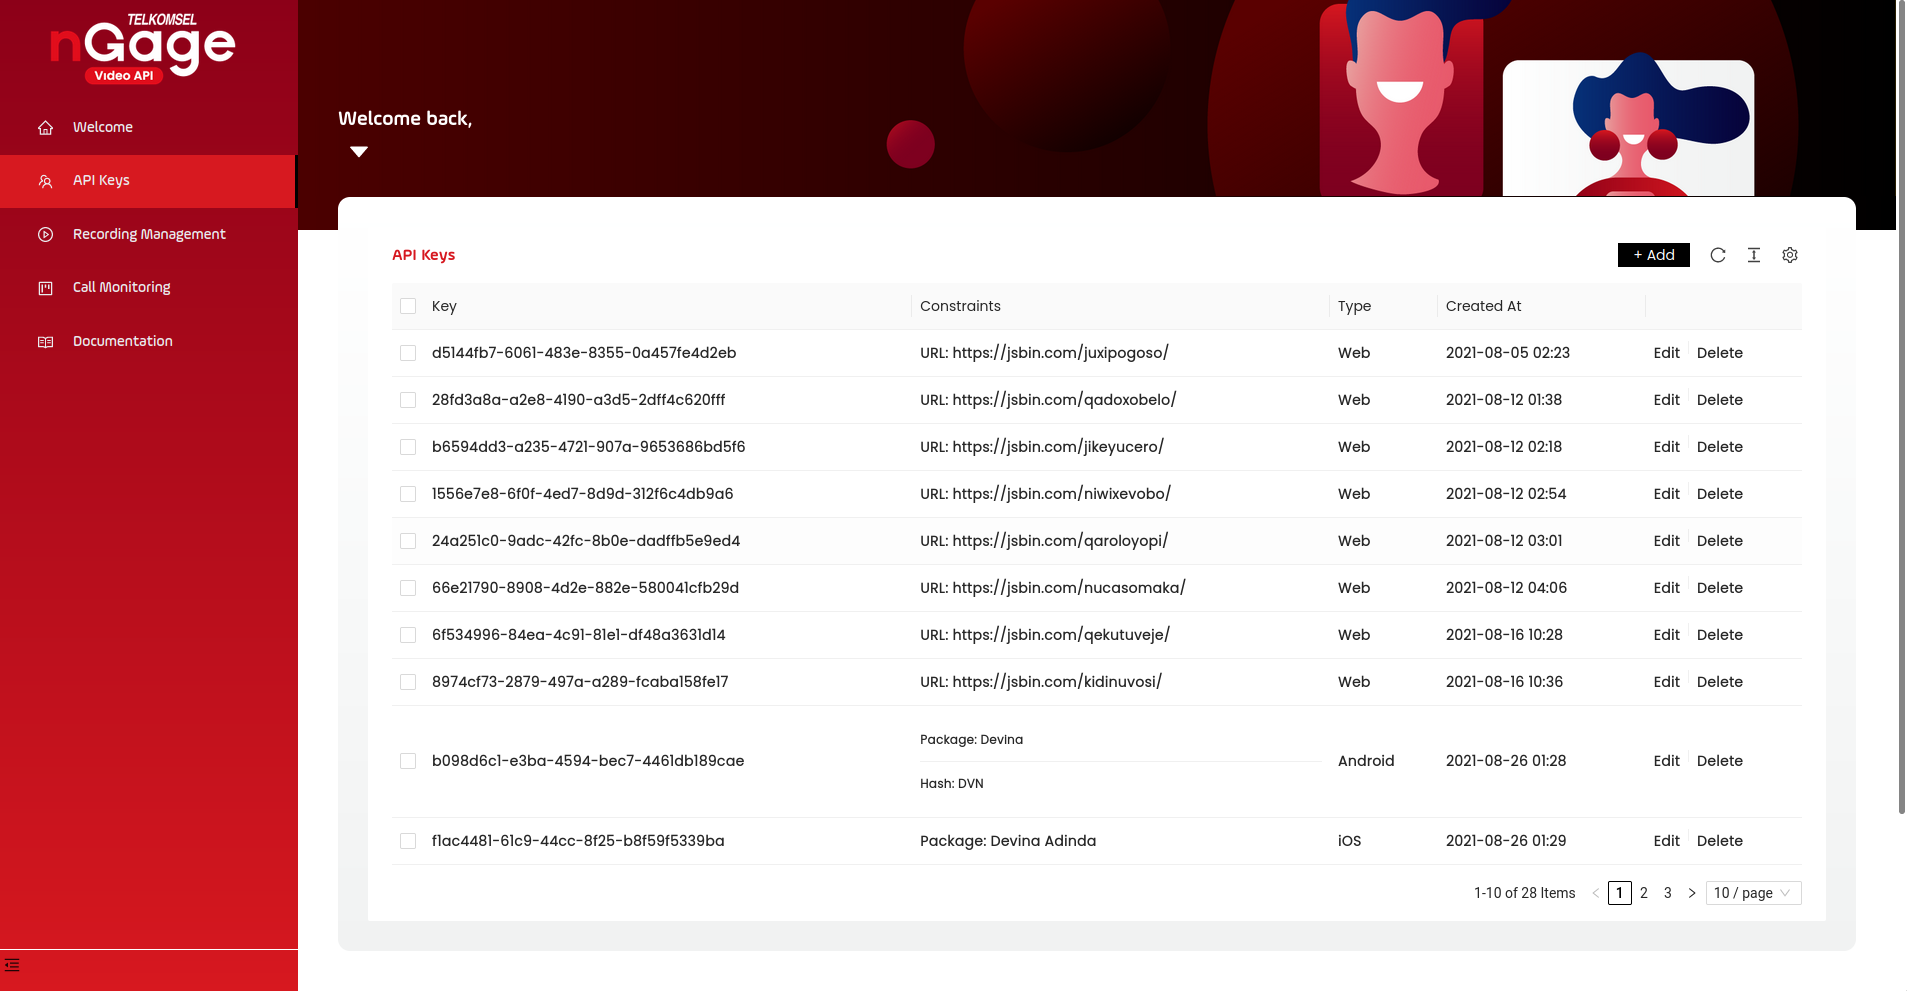 TELKOMSEL
nGage
Video API
Welcome
API Keys
Recording Management
Call Monitoring
Documentation
Welcome back,
API Keys
+ Add
Key Constraints Type Created At
d5144fb7-6061-483e-8355-0a457fe4d2eb URL: https://jsbin.com/juxipogoso/ Web 2021-08-05 02:23 Edit Delete
28fd3a8a-a2e8-4190-a3d5-2dff4c620fff URL: https://jsbin.com/qadoxobelo/ Web 2021-08-12 01:38 Edit Delete
b6594dd3-a235-4721-907a-9653686bd5f6 URL: https://jsbin.com/jikeyucero/ Web 2021-08-12 02:18 Edit Delete
1556e7e8-6f0f-4ed7-8d9d-312f6c4db9a6 URL: https://jsbin.com/niwixevobo/ Web 2021-08-12 02:54 Edit Delete
24a251c0-9adc-42fc-8b0e-dadffb5e9ed4 URL: https://jsbin.com/qaroloyopi/ Web 2021-08-12 03:01 Edit Delete
66e21790-8908-4d2e-882e-580041cfb29d URL: https://jsbin.com/nucasomaka/ Web 2021-08-12 04:06 Edit Delete
6f534996-84ea-4c91-81e1-df48a3631d14 URL: https://jsbin.com/qekutuveje/ Web 2021-08-16 10:28 Edit Delete
8974cf73-2879-497a-a289-fcaba158fe17 URL: https://jsbin.com/kidinuvosi/ Web 2021-08-16 10:36 Edit Delete
Package: Devina
b098d6c1-e3ba-4594-bec7-4461db189cae Android 2021-08-26 01:28 Edit Delete
Hash: DVN
f1ac4481-61c9-44cc-8f25-b8f59f5339ba Package: Devina Adinda iOS 2021-08-26 01:29 Edit Delete
1-10 of 28 Items < 1 2 3 > 10 / page